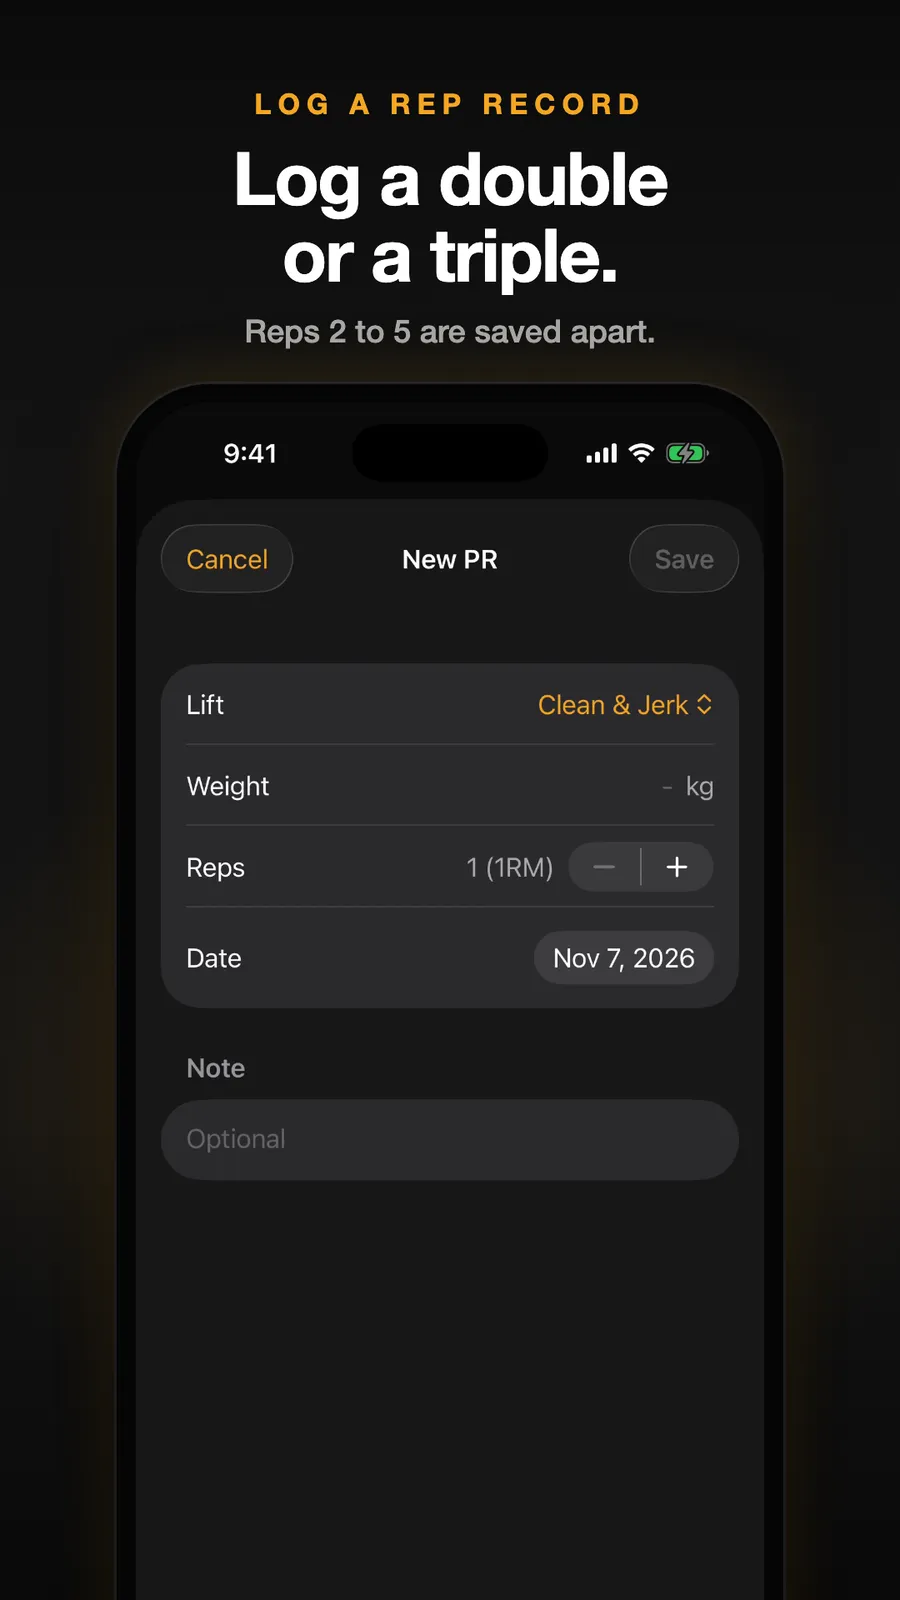 LOG A REP RECORD
Log a double
or a triple.
Reps 2 to 5 are saved apart.
9:41
Cancel New PR Save
Lift Clean & Jerk
Weight - kg
Reps 1 (1RM) − +
Date Nov 7, 2026
Note
Optional